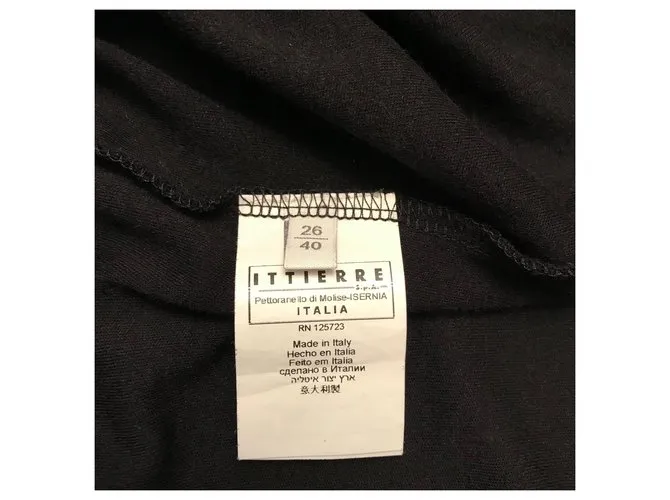 26
40
ITTIERRE
S.p.A.
Pettoranello di Molise-ISERNIA
ITALIA
RN 125723
Made in Italy
Hecho en Italia
Feito em Italia
сделано в Италии
ארץ יצור איטליה
意大利製